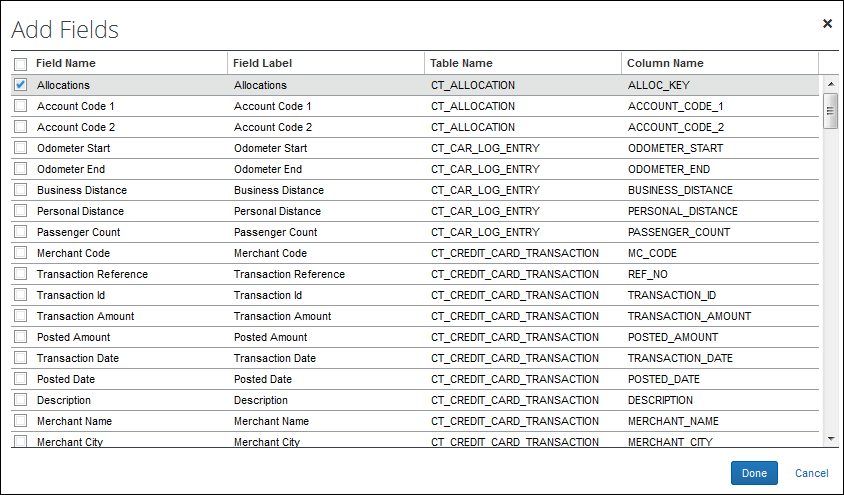 Add Fields
Field Name Field Label Table Name Column Name
Allocations Allocations CT_ALLOCATION ALLOC_KEY
Account Code 1 Account Code 1 CT_ALLOCATION ACCOUNT_CODE_1
Account Code 2 Account Code 2 CT_ALLOCATION ACCOUNT_CODE_2
Odometer Start Odometer Start CT_CAR_LOG_ENTRY ODOMETER_START
Odometer End Odometer End CT_CAR_LOG_ENTRY ODOMETER_END
Business Distance Business Distance CT_CAR_LOG_ENTRY BUSINESS_DISTANCE
Personal Distance Personal Distance CT_CAR_LOG_ENTRY PERSONAL_DISTANCE
Passenger Count Passenger Count CT_CAR_LOG_ENTRY PASSENGER_COUNT
Merchant Code Merchant Code CT_CREDIT_CARD_TRANSACTION MC_CODE
Transaction Reference Transaction Reference CT_CREDIT_CARD_TRANSACTION REF_NO
Transaction Id Transaction Id CT_CREDIT_CARD_TRANSACTION TRANSACTION_ID
Transaction Amount Transaction Amount CT_CREDIT_CARD_TRANSACTION TRANSACTION_AMOUNT
Posted Amount Posted Amount CT_CREDIT_CARD_TRANSACTION POSTED_AMOUNT
Transaction Date Transaction Date CT_CREDIT_CARD_TRANSACTION TRANSACTION_DATE
Posted Date Posted Date CT_CREDIT_CARD_TRANSACTION POSTED_DATE
Description Description CT_CREDIT_CARD_TRANSACTION DESCRIPTION
Merchant Name Merchant Name CT_CREDIT_CARD_TRANSACTION MERCHANT_NAME
Merchant City Merchant City CT_CREDIT_CARD_TRANSACTION MERCHANT_CITY
Done Cancel